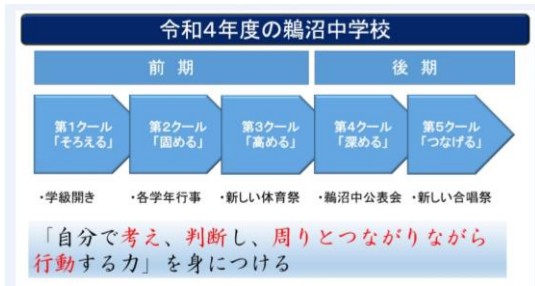 令和4年度の鵜沼中学校
前期
後期
第1クール
「そろえる」
第2クール
「固める」
第3クール
「高める」
第4クール
「深める」
第5クール
「つなげる」
・学級開き
・各学年行事
・新しい体育祭
・鵜沼中公表会
・新しい合唱祭
「自分で考え、判断し、周りとつながりながら
行動する力」を身につける